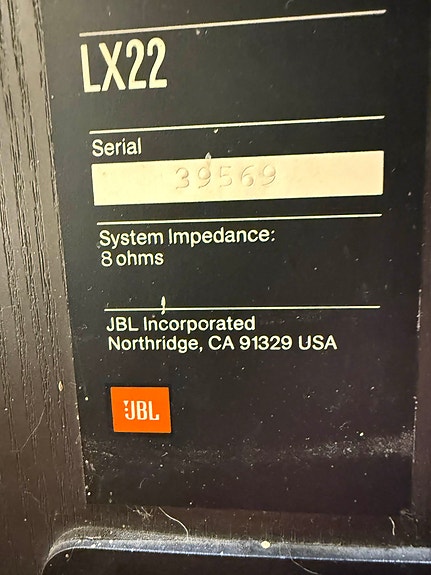 LX22
Serial
39569
System Impedance:
8 ohms
JBL Incorporated
Northridge, CA 91329 USA
JBL